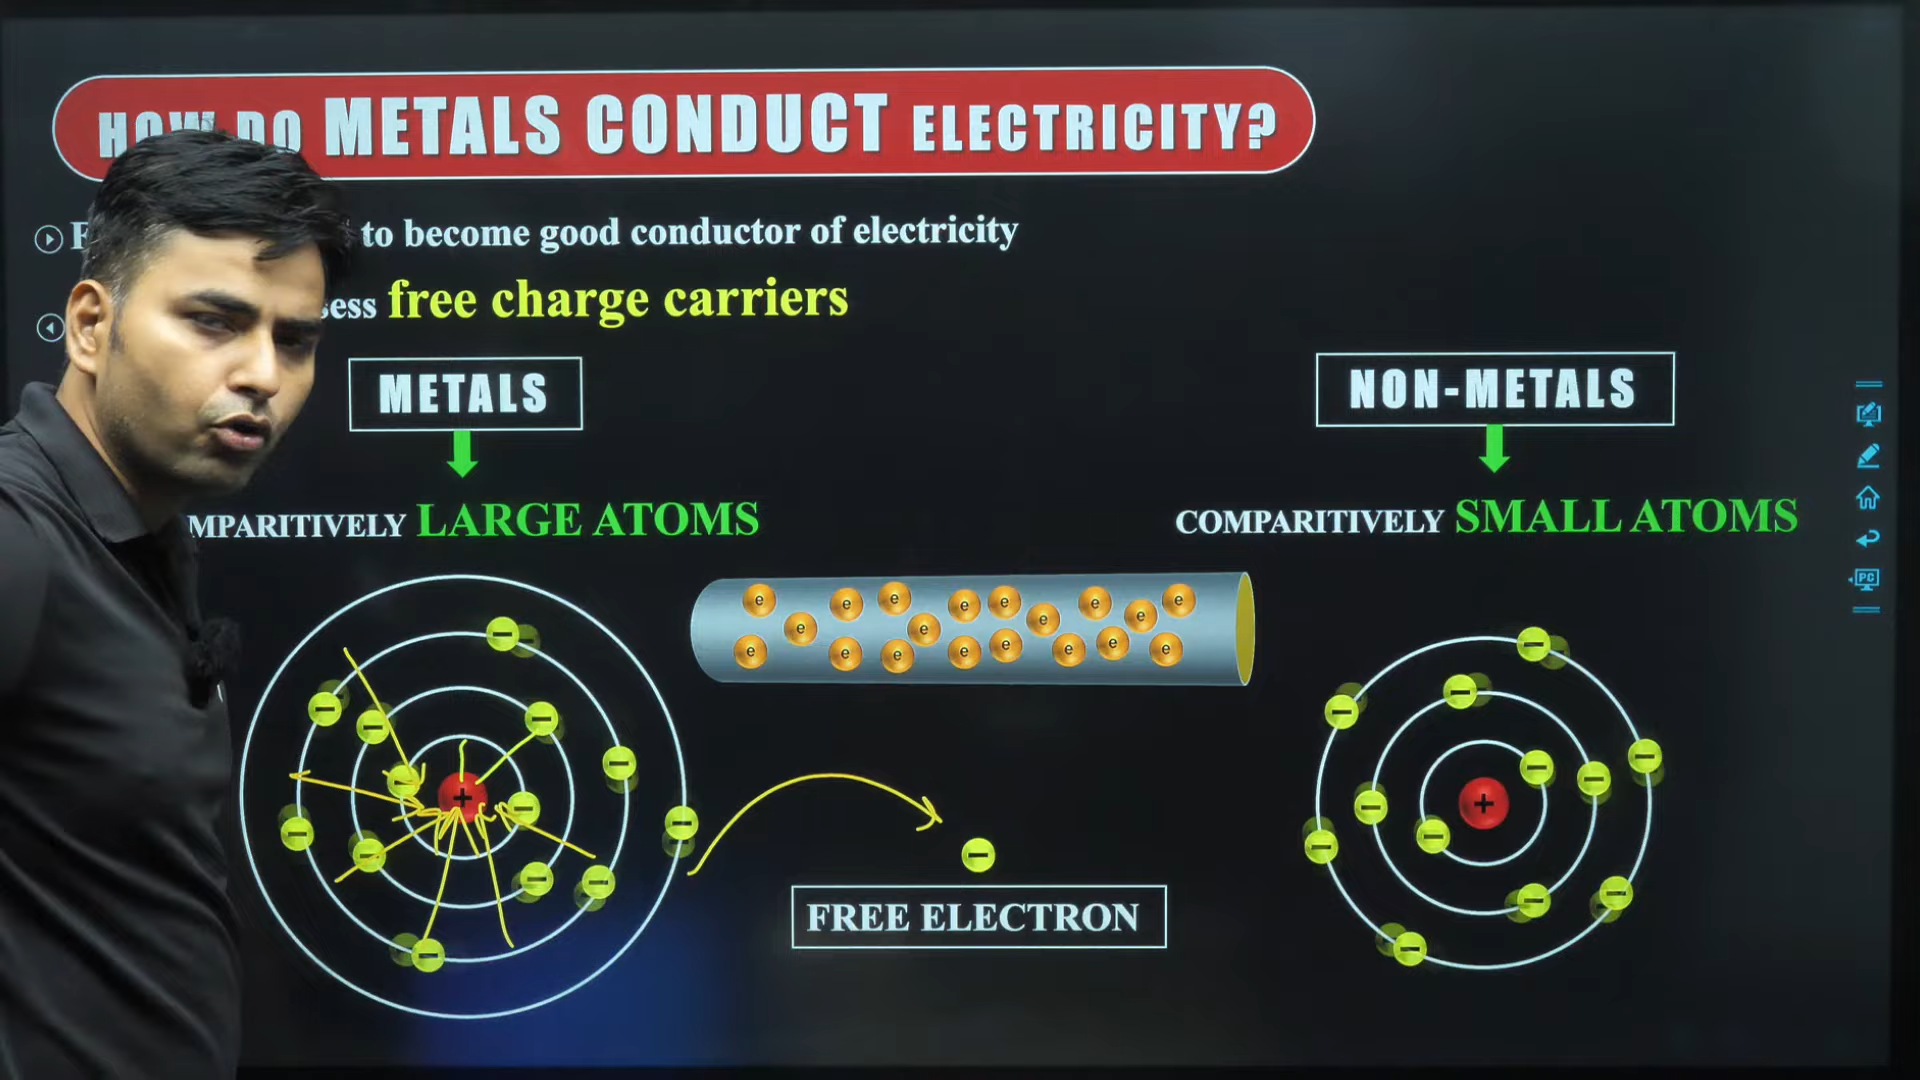 HOW DO METALS CONDUCT ELECTRICITY?
to become good conductor of electricity
free charge carriers
METALS
NON-METALS
LARGE ATOMS
COMPARITIVELY SMALL ATOMS
e e e e e e e e e e e e e e e e e e
+
+
FREE ELECTRON
PC